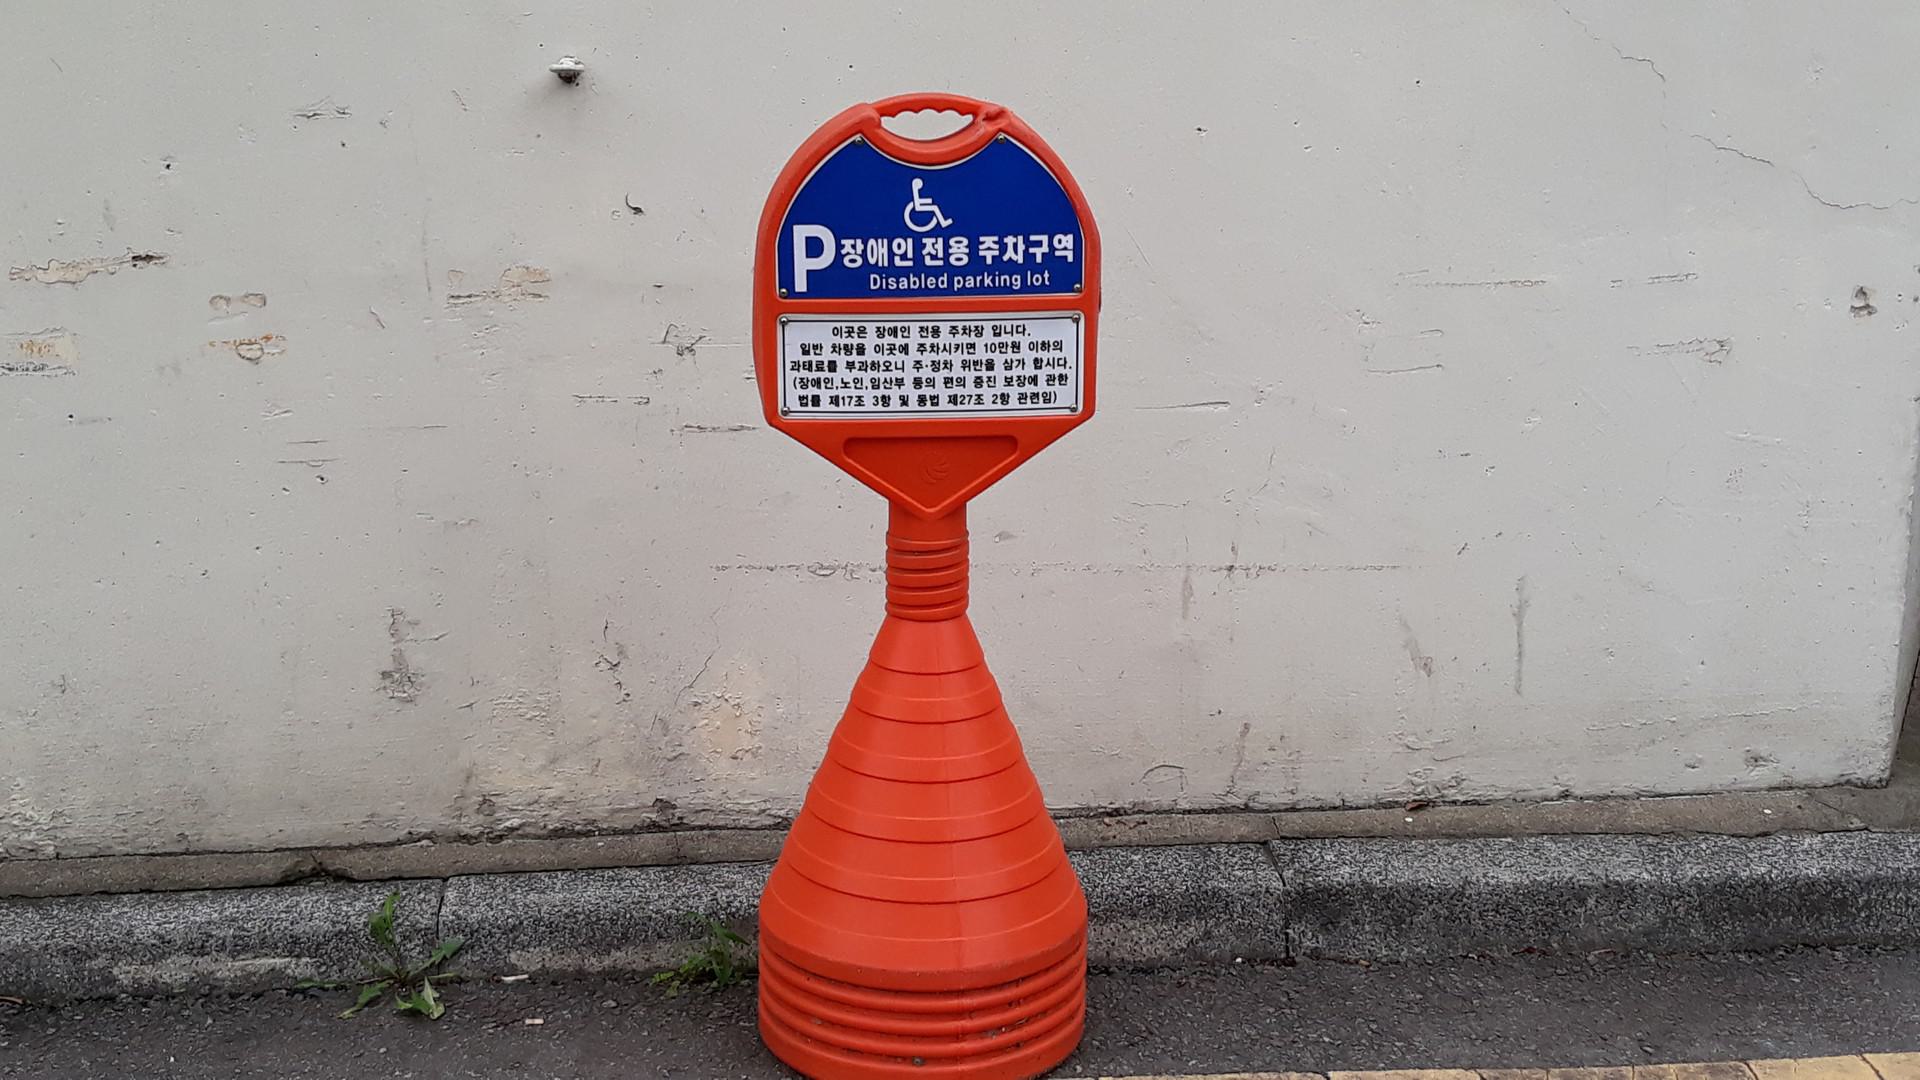 P 장애인 전용 주차구역
Disabled parking lot
이곳은 장애인 전용 주차장 입니다.
일반 차량을 이곳에 주차시키면 10만원 이하의
과태료를 부과하오니 주·정차 위반을 삼가 합시다.
(장애인,노인,임산부 등의 편의 증진 보장에 관한
법률 제17조 3항 및 동법 제27조 2항 관련임)